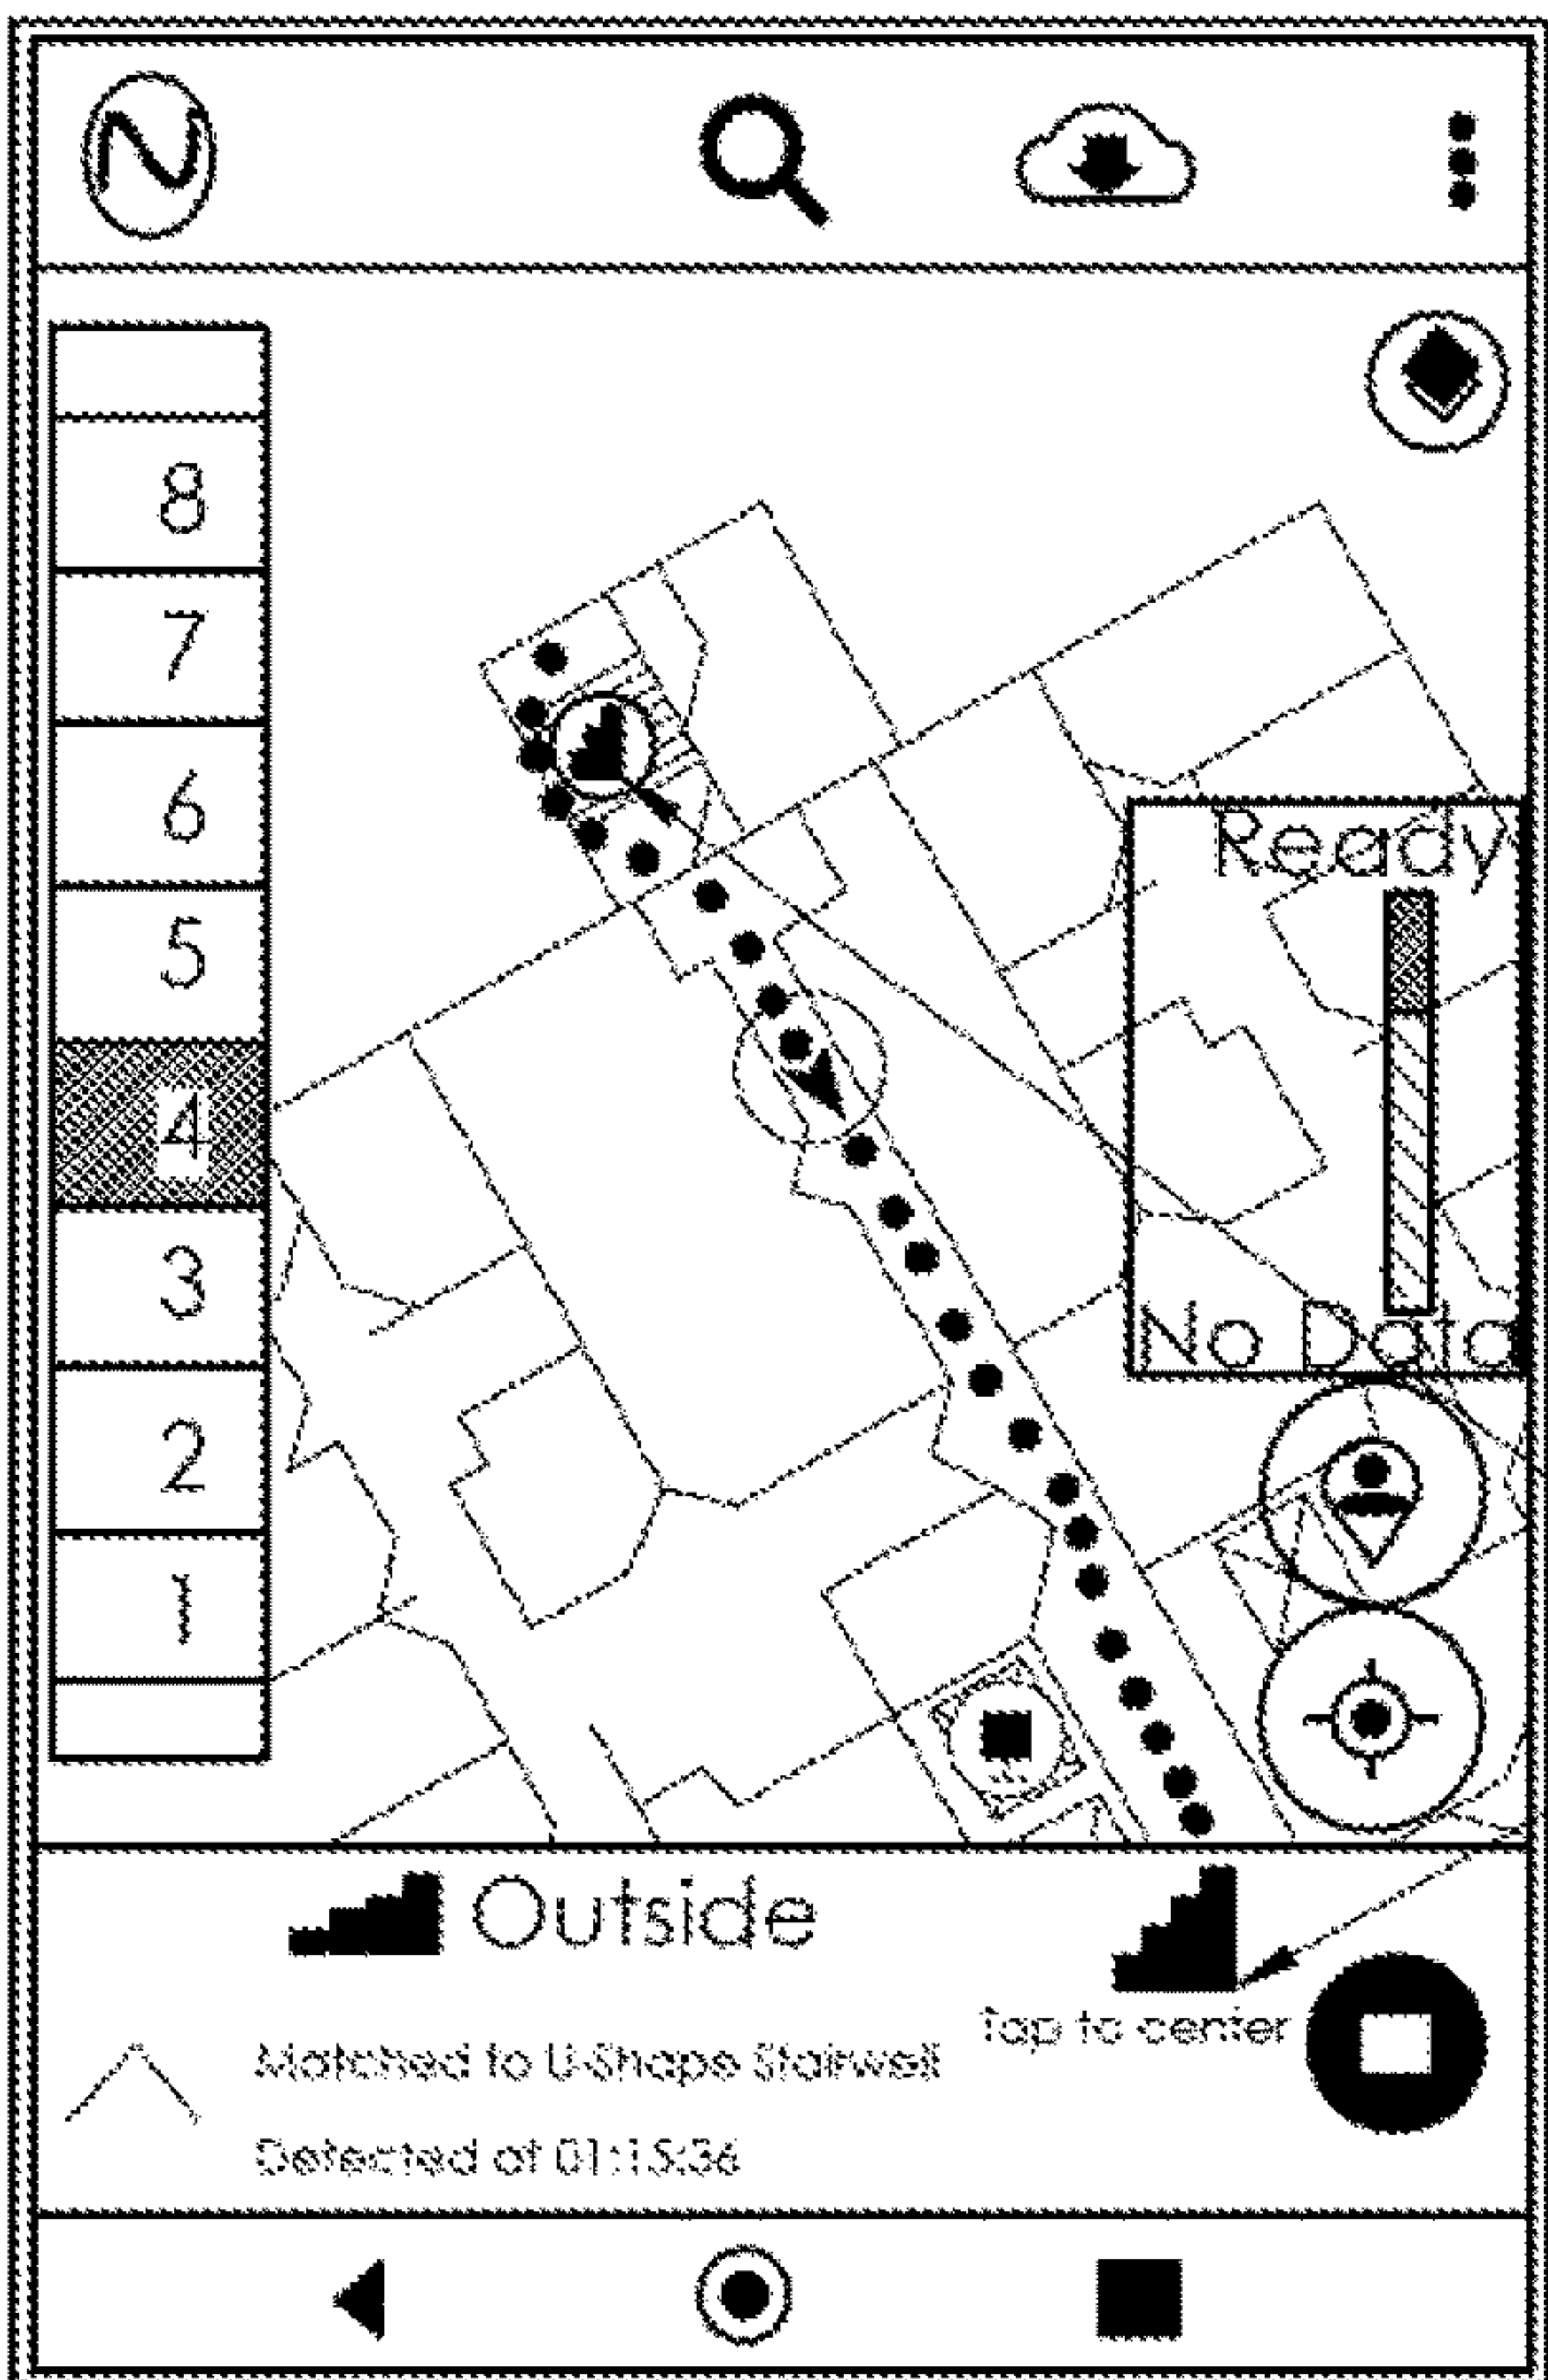 8
7
6
5
4
3
2
1
Ready
No Data
Outside
Tap to center
Matched to U-Shape Stairwell
Detected at 01:15:36